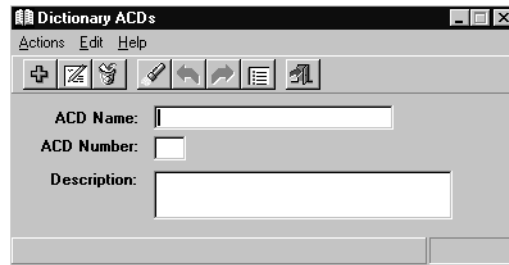 Dictionary ACDs
Actions Edit Help
ACD Name:
ACD Number:
Description: